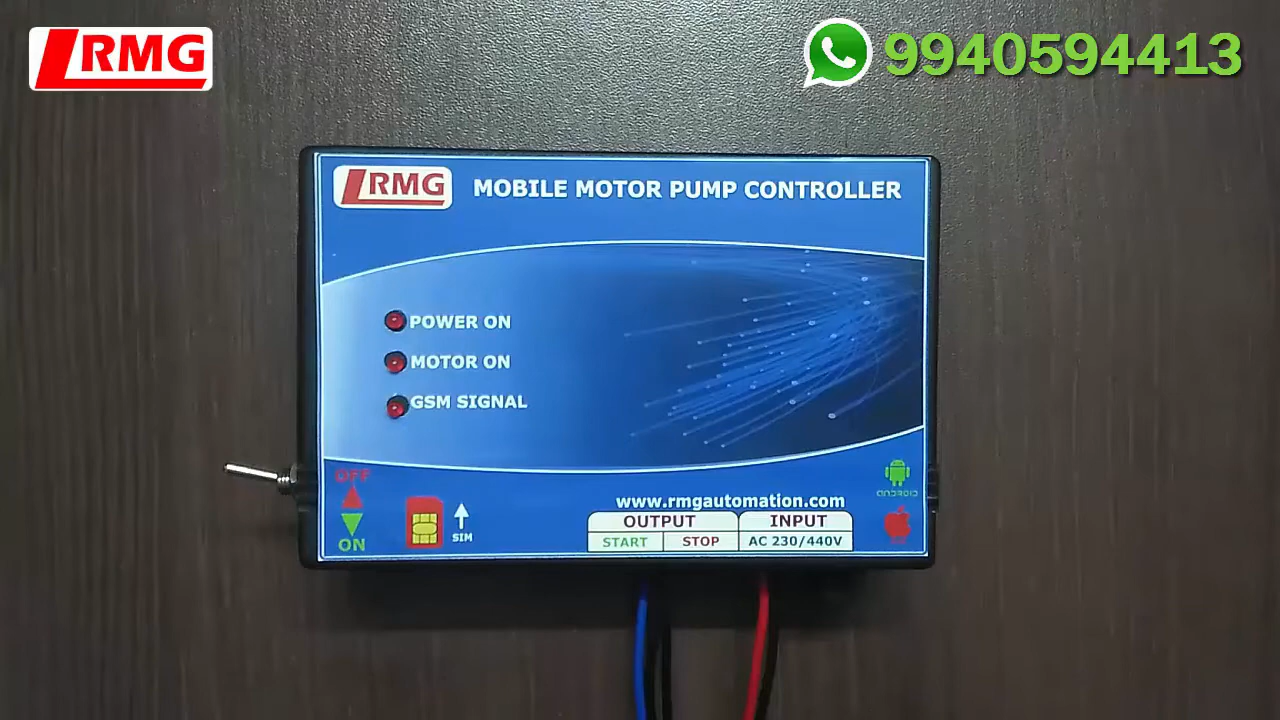 RMG
9940594413
RMG MOBILE MOTOR PUMP CONTROLLER
POWER ON
MOTOR ON
GSM SIGNAL
OFF
ON
SIM
www.rmgautomation.com
OUTPUT INPUT
START STOP AC 230/440V
ANDROID